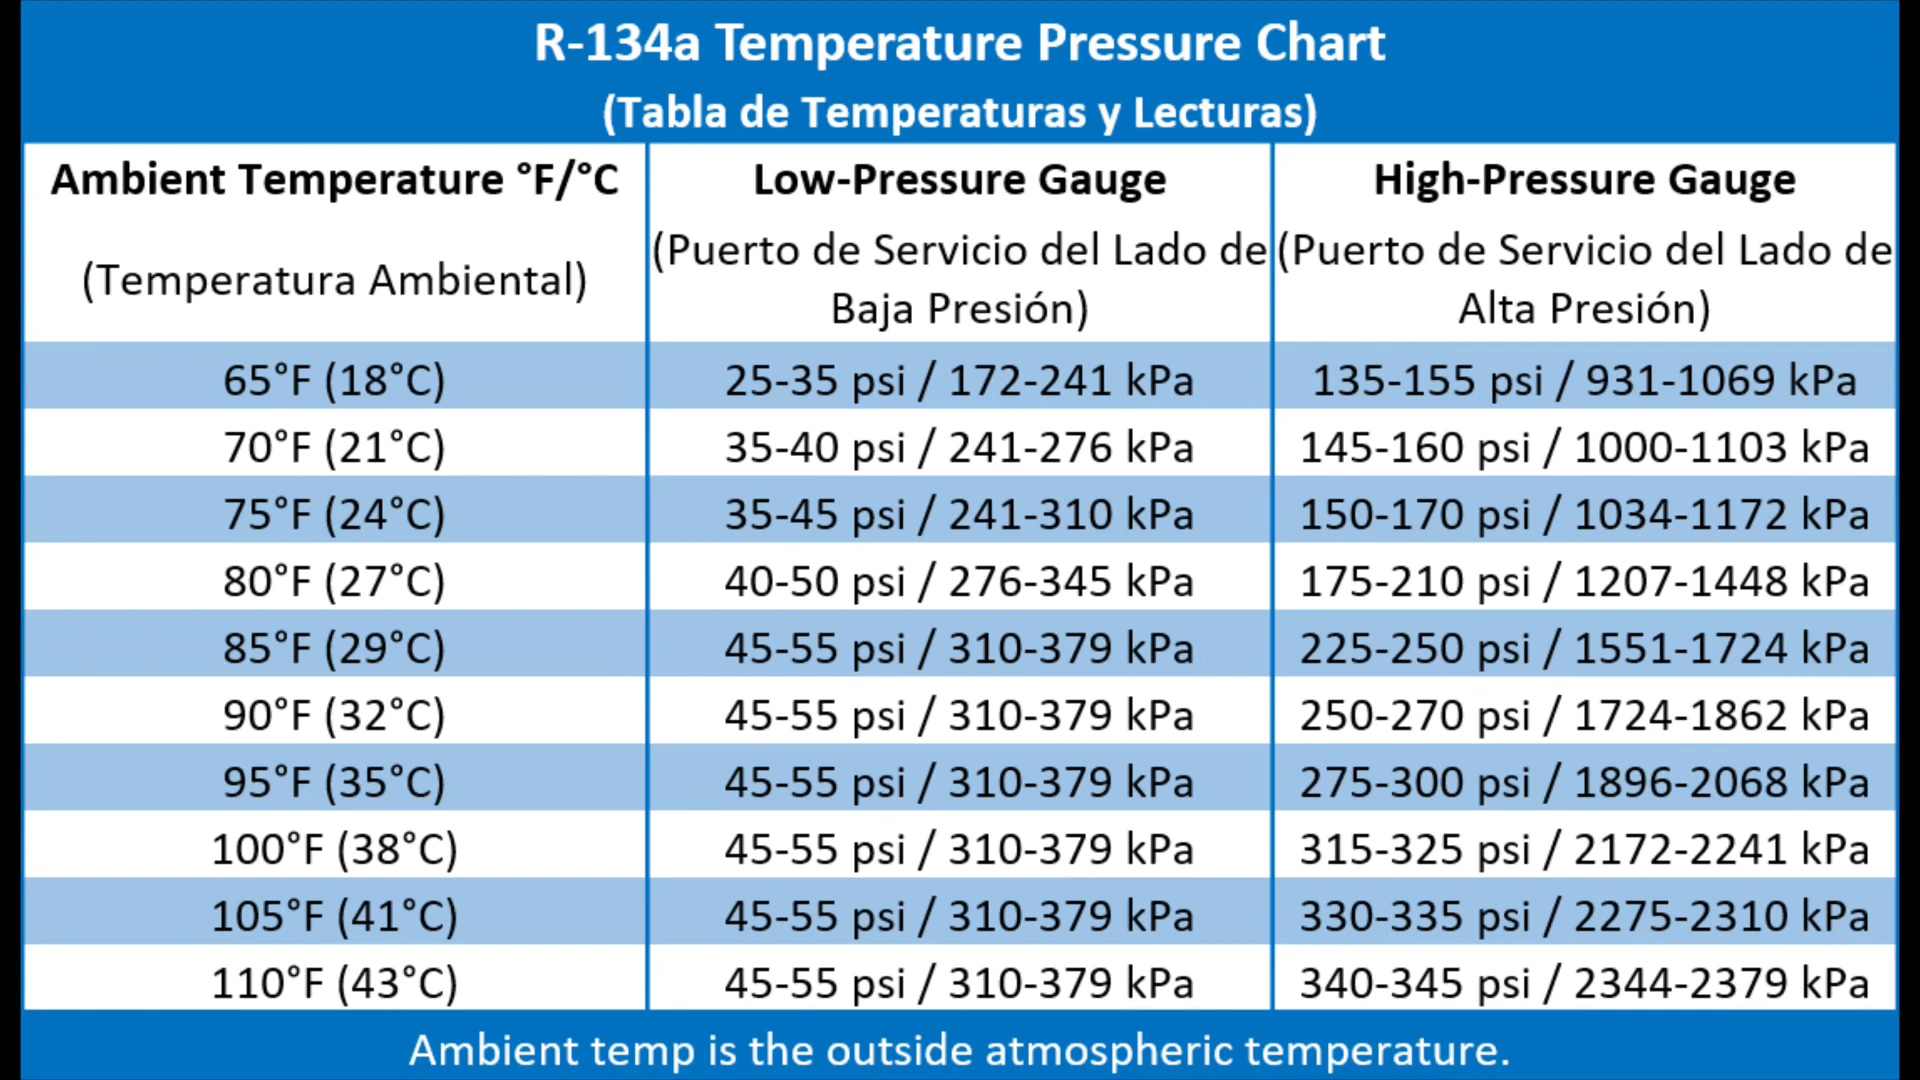 R-134a Temperature Pressure Chart
(Tabla de Temperaturas y Lecturas)
Ambient Temperature °F/°C
(Temperatura Ambiental)
Low-Pressure Gauge
(Puerto de Servicio del Lado de
Baja Presión)
High-Pressure Gauge
(Puerto de Servicio del Lado de
Alta Presión)
65°F (18°C) 25-35 psi / 172-241 kPa 135-155 psi / 931-1069 kPa
70°F (21°C) 35-40 psi / 241-276 kPa 145-160 psi / 1000-1103 kPa
75°F (24°C) 35-45 psi / 241-310 kPa 150-170 psi / 1034-1172 kPa
80°F (27°C) 40-50 psi / 276-345 kPa 175-210 psi / 1207-1448 kPa
85°F (29°C) 45-55 psi / 310-379 kPa 225-250 psi / 1551-1724 kPa
90°F (32°C) 45-55 psi / 310-379 kPa 250-270 psi / 1724-1862 kPa
95°F (35°C) 45-55 psi / 310-379 kPa 275-300 psi / 1896-2068 kPa
100°F (38°C) 45-55 psi / 310-379 kPa 315-325 psi / 2172-2241 kPa
105°F (41°C) 45-55 psi / 310-379 kPa 330-335 psi / 2275-2310 kPa
110°F (43°C) 45-55 psi / 310-379 kPa 340-345 psi / 2344-2379 kPa
Ambient temp is the outside atmospheric temperature.